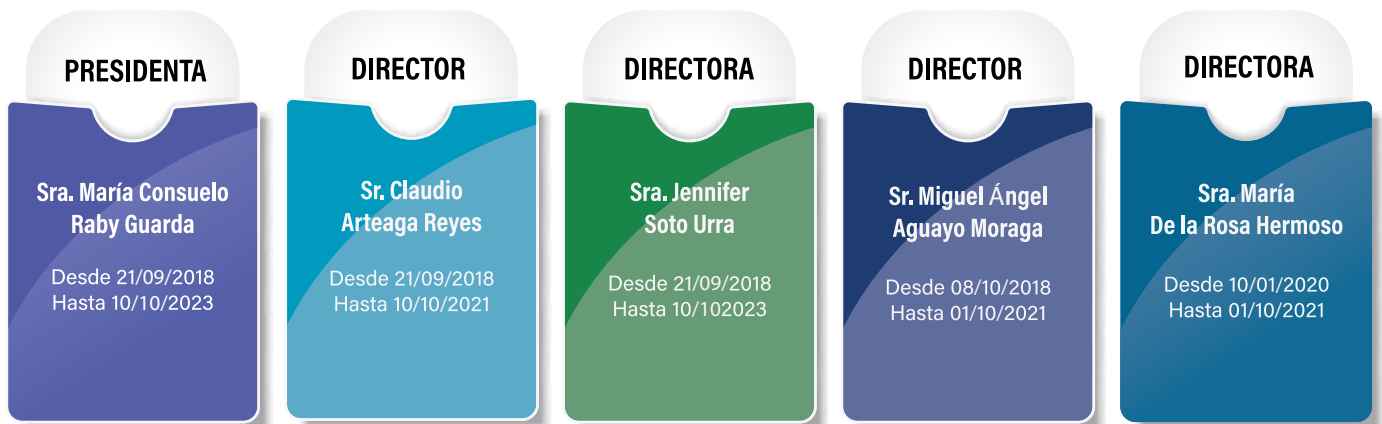 PRESIDENTA
Sra. María Consuelo
Raby Guarda
Desde 21/09/2018
Hasta 10/10/2023
DIRECTOR
Sr. Claudio
Arteaga Reyes
Desde 21/09/2018
Hasta 10/10/2021
DIRECTORA
Sra. Jennifer
Soto Urra
Desde 21/09/2018
Hasta 10/102023
DIRECTOR
Sr. Miguel Ángel
Aguayo Moraga
Desde 08/10/2018
Hasta 01/10/2021
DIRECTORA
Sra. María
De la Rosa Hermoso
Desde 10/01/2020
Hasta 01/10/2021